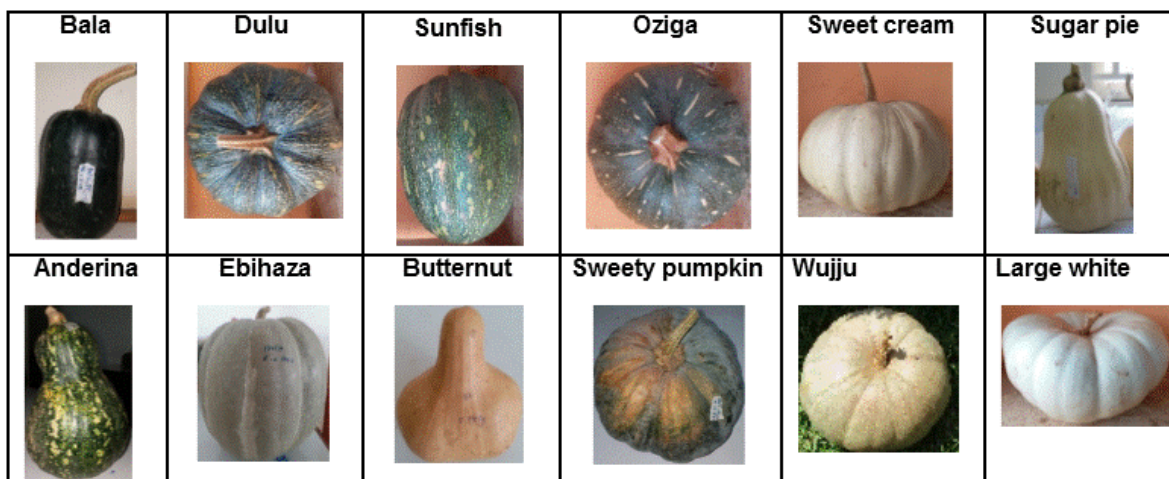 Bala
Dulu
Sunfish
Oziga
Sweet cream
Sugar pie
Anderina
Ebihaza
Butternut
Sweety pumpkin
Wujju
Large white